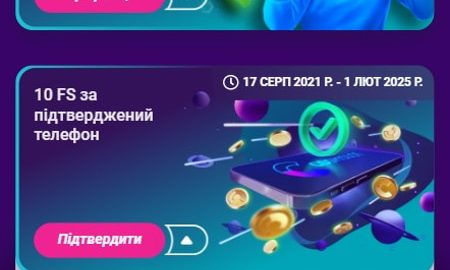 17 СЕРП 2021 Р. - 1 ЛЮТ 2025 Р.
10 FS за
підтверджений
телефон
Підтвердити